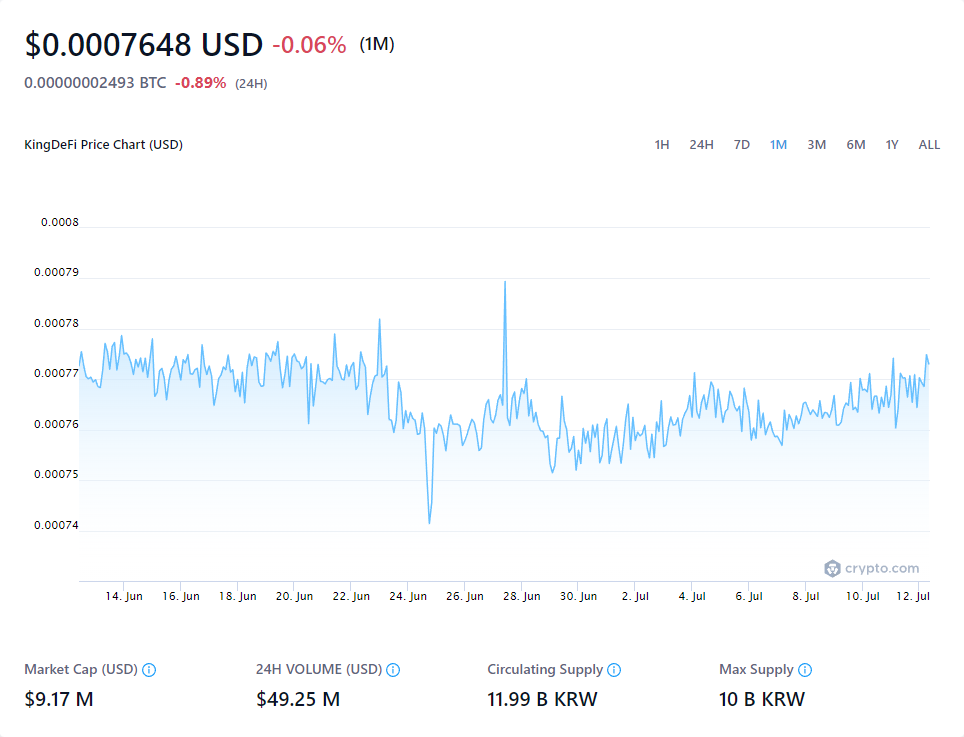 $0.0007648 USD -0.06% (1M)
0.00000002493 BTC -0.89% (24H)
KingDeFi Price Chart (USD) 1H 24H 7D 1M 3M 6M 1Y ALL
0.0008
0.00079
0.00078
0.00077
0.00076
0.00075
0.00074
crypto.com
14. Jun 16. Jun 18. Jun 20. Jun 22. Jun 24. Jun 26. Jun 28. Jun 30. Jun 2. Jul 4. Jul 6. Jul 8. Jul 10. Jul 12. Jul
Market Cap (USD) 24H VOLUME (USD) Circulating Supply Max Supply
$9.17 M $49.25 M 11.99 B KRW 10 B KRW